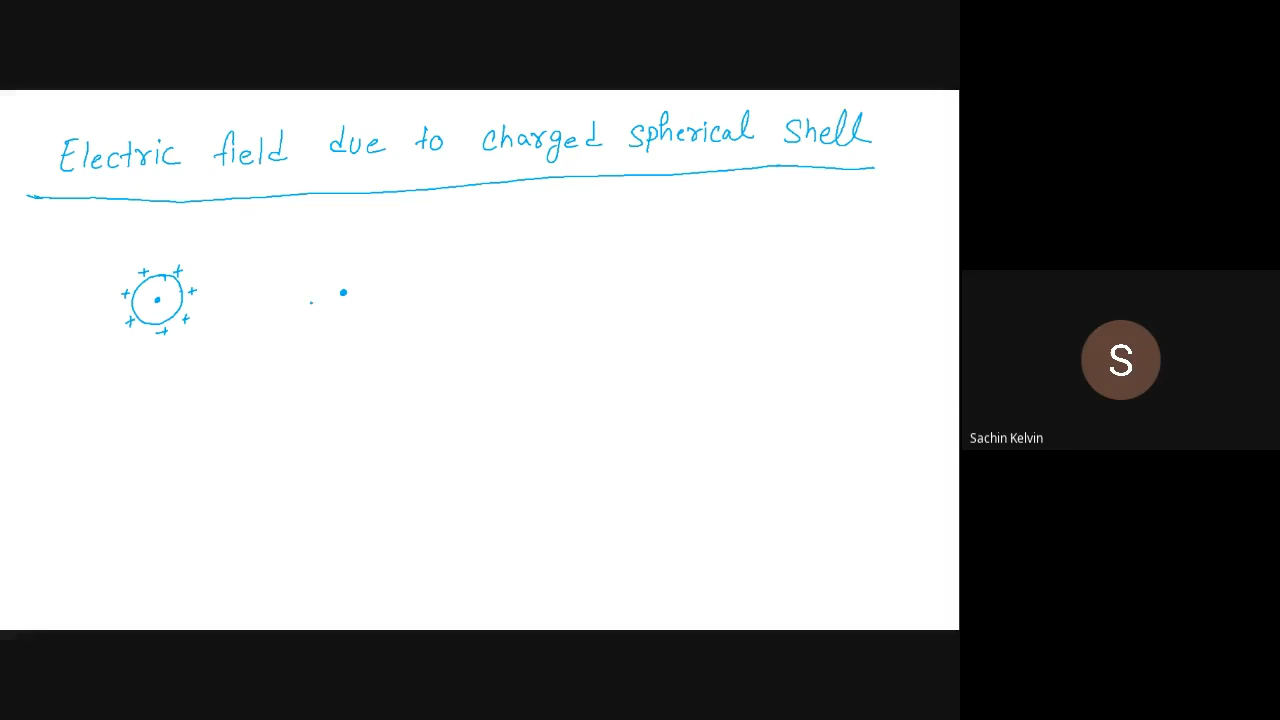 Electric field due to charged spherical shell
+ +
+ +
+ +
+
S
Sachin Kelvin